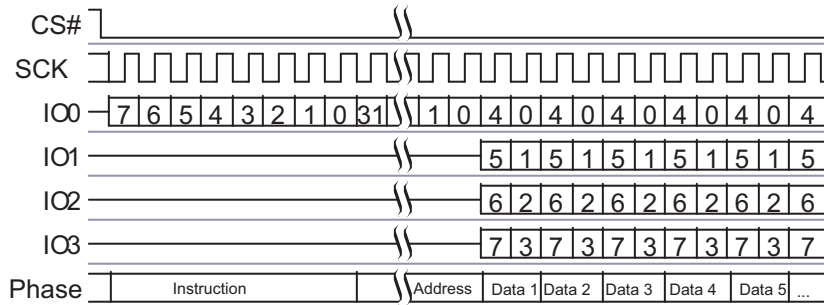 CS#
SCK
IO0 7 6 5 4 3 2 1 0 31 1 0 4 0 4 0 4 0 4 0 4 0 4
IO1 5 1 5 1 5 1 5 1 5 1 5
IO2 6 2 6 2 6 2 6 2 6 2 6
IO3 7 3 7 3 7 3 7 3 7 3 7
Phase Instruction Address Data 1 Data 2 Data 3 Data 4 Data 5 ...